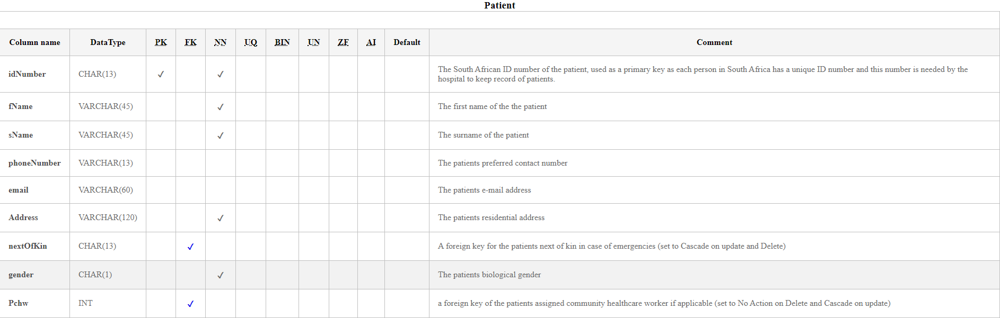 Patient
Column name DataType PK FK NN UQ BIN UN ZF AI Default Comment
idNumber CHAR(13) ✓ ✓ The South African ID number of the patient, used as a primary key as each person in South Africa has a unique ID number and this number is needed by the
hospital to keep record of patients.
fName VARCHAR(45) ✓ The first name of the the patient
sName VARCHAR(45) ✓ The surname of the patient
phoneNumber VARCHAR(13) The patients preferred contact number
email VARCHAR(60) The patients e-mail address
Address VARCHAR(120) ✓ The patients residential address
nextOfKin CHAR(13) ✓ A foreign key for the patients next of kin in case of emergencies (set to Cascade on update and Delete)
gender CHAR(1) ✓ The patients biological gender
Pchw INT ✓ a foreign key of the patients assigned community healthcare worker if applicable (set to No Action on Delete and Cascade on update)